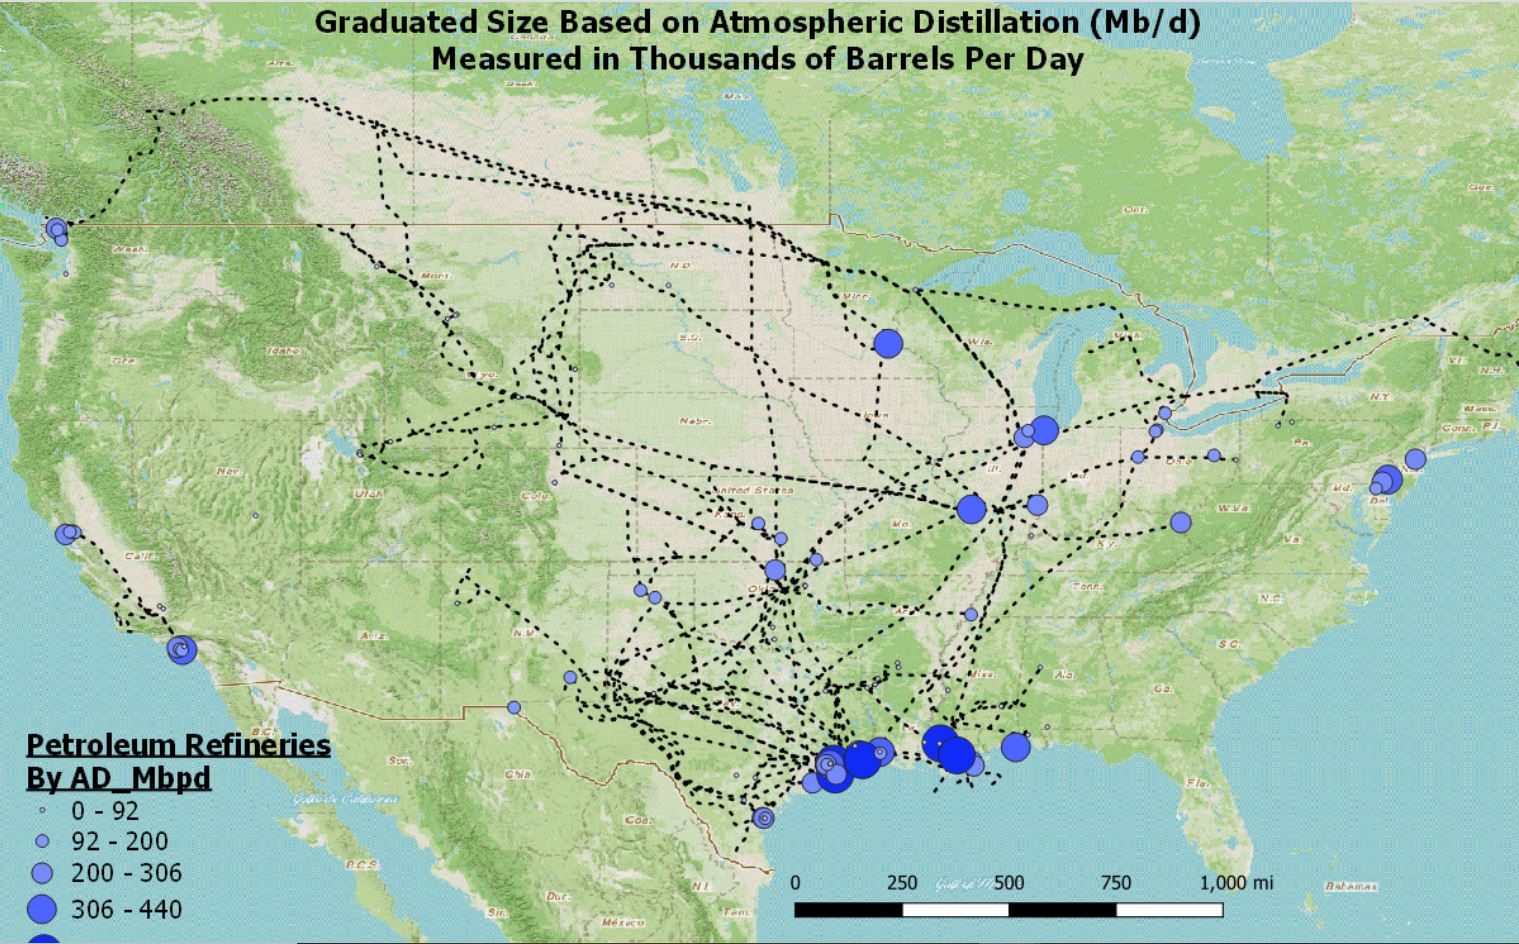 Graduated Size Based on Atmospheric Distillation (Mb/d)
Measured in Thousands of Barrels Per Day
Canada
Alta.
Sask.
Man.
Ont.
Que.
Wash.
Mont.
N.D.
Minn.
Ore.
Idaho
Wyo.
S.D.
Wis.
Mich.
Vt.
N.H.
N.Y.
Mass.
Conn.
R.I.
Nev.
Utah
Colo.
Nebr.
Iowa
Ill.
Ind.
Ohio
Pa.
N.J.
Md.
Del.
United States
Kans.
Mo.
W.Va.
Va.
Ky.
Calif.
Ariz.
N.M.
Okla.
Ark.
Tenn.
N.C.
S.C.
Miss.
Ala.
Ga.
Tex.
La.
Fla.
B.C.
Son.
Chih.
Coa.
Golfo de California
B.C.S.
Dur.
Sin.
N.l.
Tam.
México
Bahamas
Petroleum Refineries
By AD_Mbpd
0 - 92
92 - 200
200 - 306
306 - 440
0 250 500 750 1,000 mi